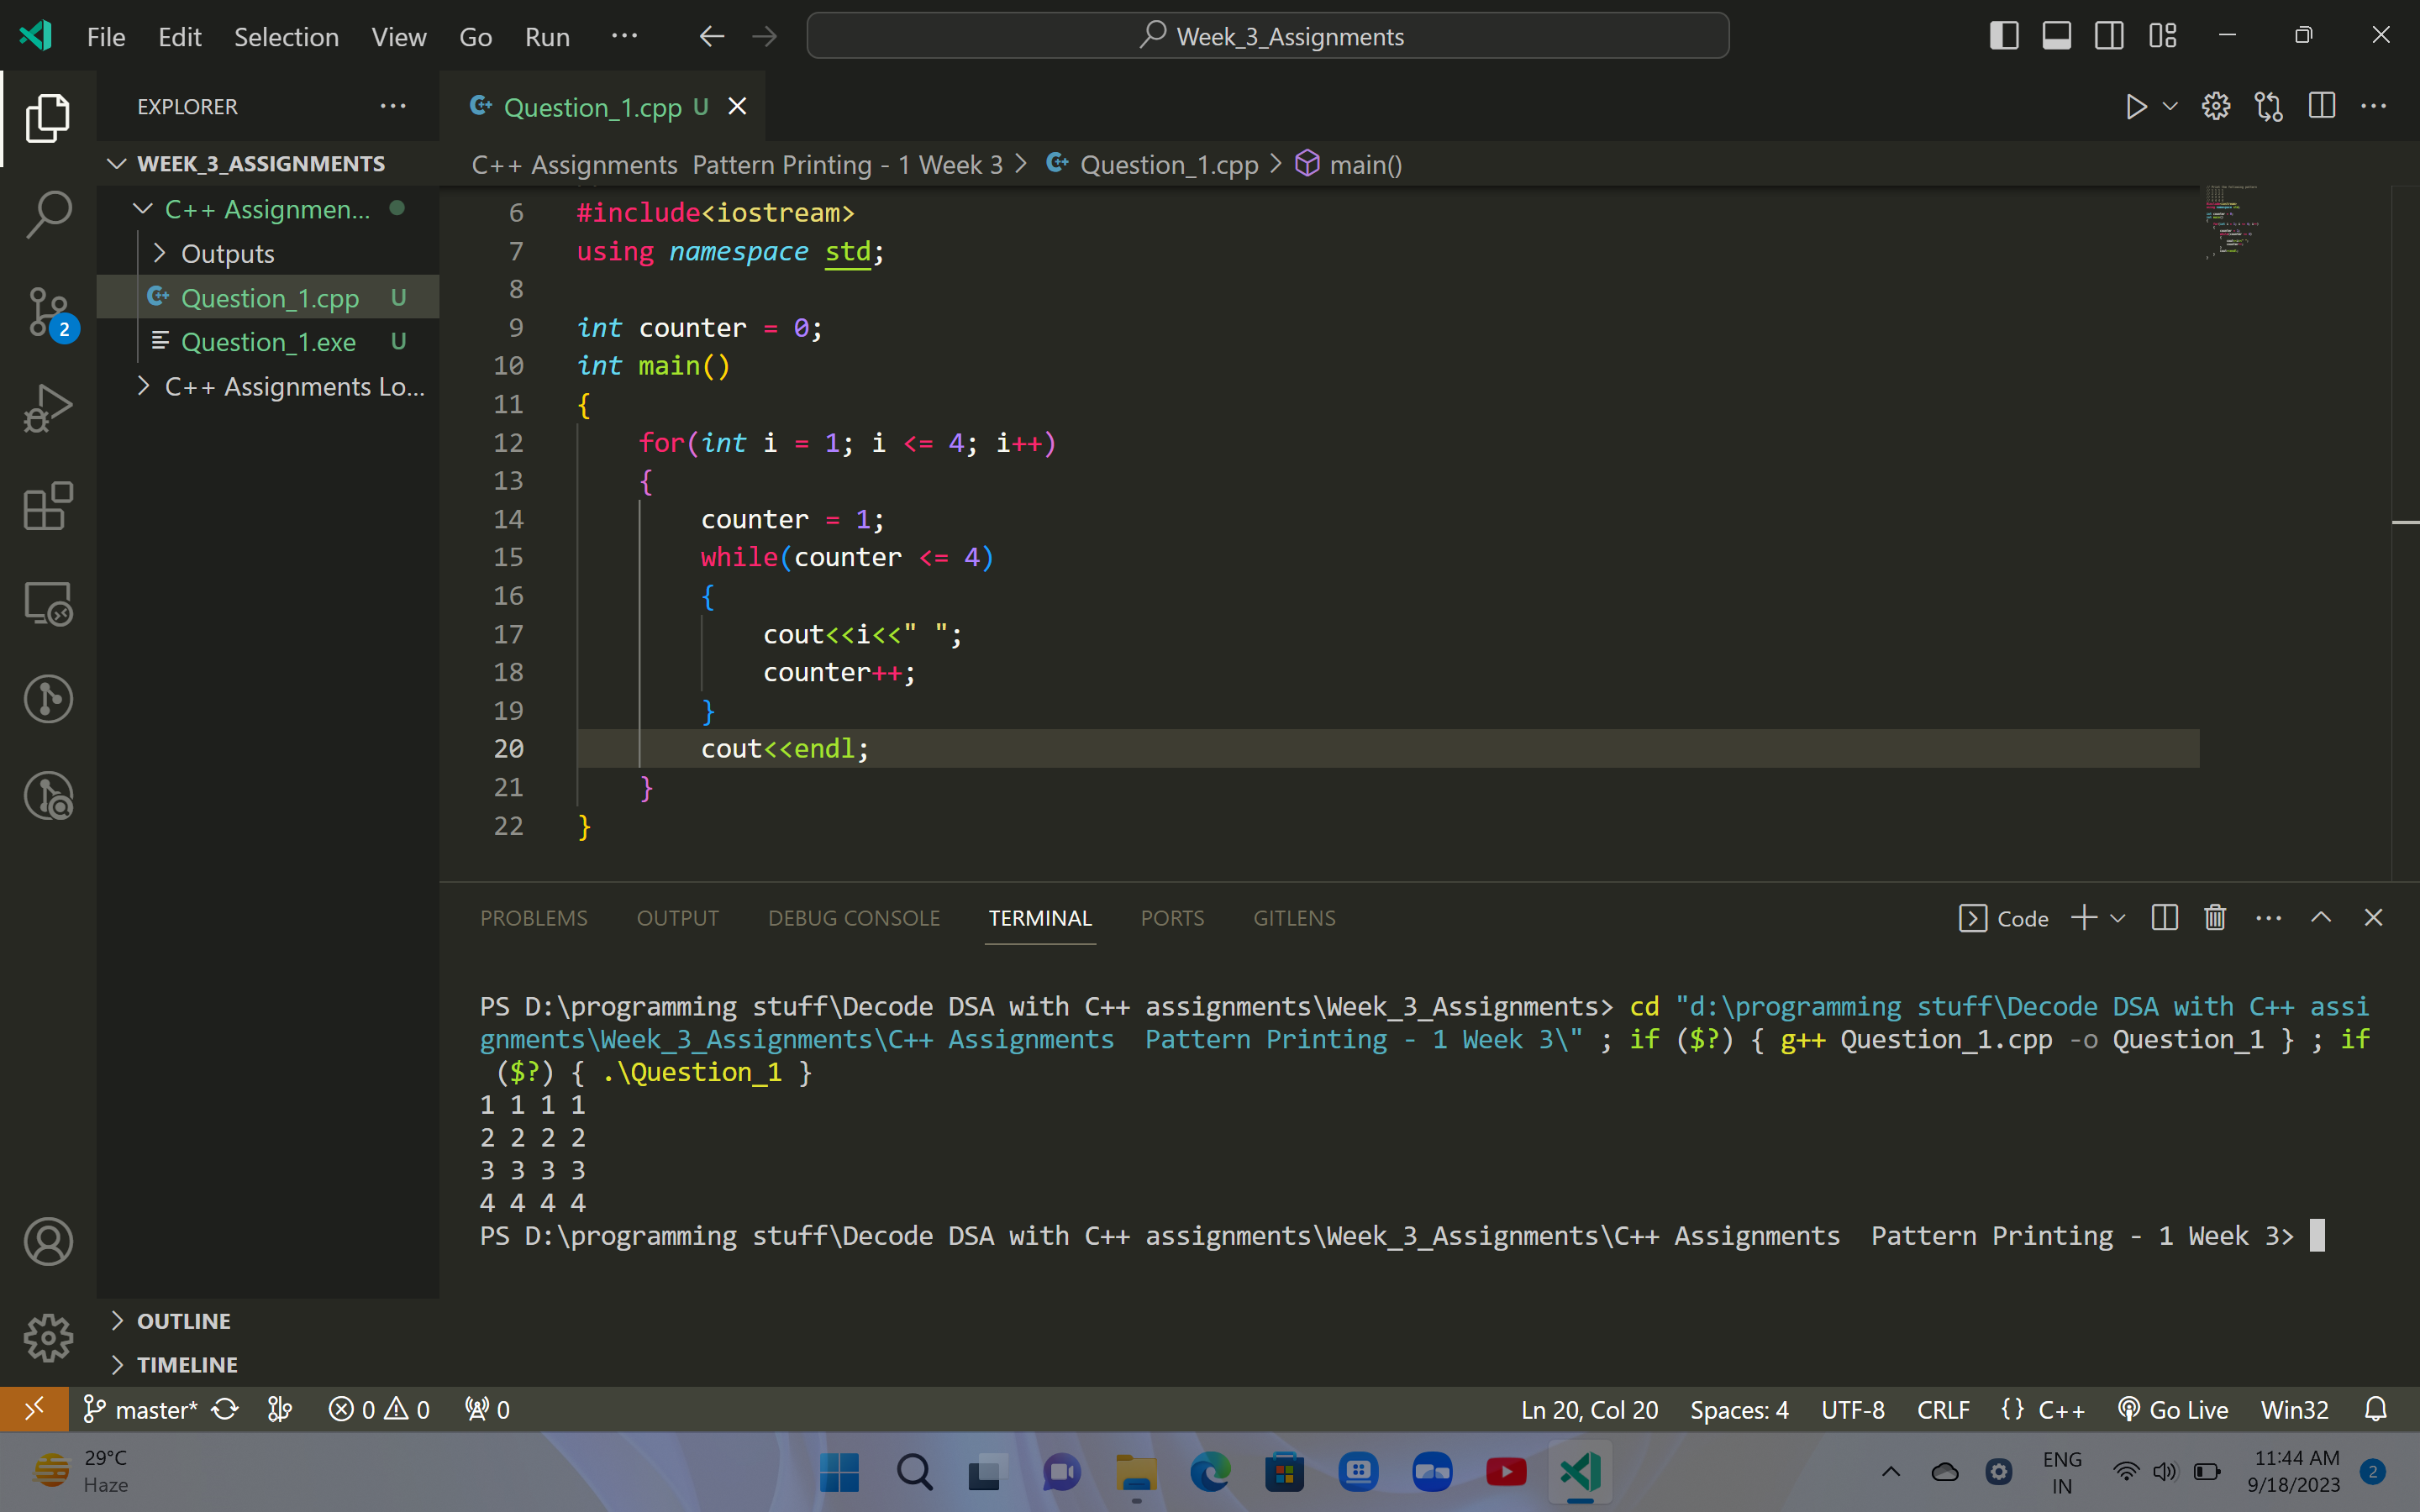 File Edit Selection View Go Run ··· Week_3_Assignments
EXPLORER ···
Question_1.cpp U
WEEK_3_ASSIGNMENTS
C++ Assignments Pattern Printing - 1 Week 3 > Question_1.cpp > main()
C++ Assignmen...
Outputs
Question_1.cpp U
Question_1.exe U
C++ Assignments Lo...
2
6 #include<iostream>
7 using namespace std;
8
9 int counter = 0;
10 int main()
11 {
12     for(int i = 1; i <= 4; i++)
13     {
14         counter = 1;
15         while(counter <= 4)
16         {
17             cout<<i<<" ";
18             counter++;
19         }
20         cout<<endl;
21     }
22 }
PROBLEMS OUTPUT DEBUG CONSOLE TERMINAL PORTS GITLENS Code
PS D:\programming stuff\Decode DSA with C++ assignments\Week_3_Assignments> cd "d:\programming stuff\Decode DSA with C++ assi
gnments\Week_3_Assignments\C++ Assignments  Pattern Printing - 1 Week 3\" ; if ($?) { g++ Question_1.cpp -o Question_1 } ; if
 ($?) { .\Question_1 }
1 1 1 1
2 2 2 2
3 3 3 3
4 4 4 4
PS D:\programming stuff\Decode DSA with C++ assignments\Week_3_Assignments\C++ Assignments  Pattern Printing - 1 Week 3>
OUTLINE
TIMELINE
master* 0 0 0 Ln 20, Col 20 Spaces: 4 UTF-8 CRLF {} C++ Go Live Win32
29°C
Haze
ENG
IN
11:44 AM
9/18/2023
2